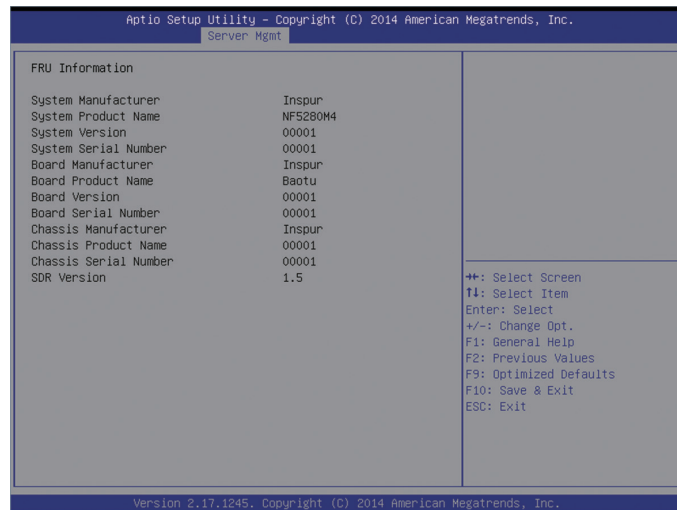 Aptio Setup Utility – Copyright (C) 2014 American Megatrends, Inc.
Server Mgmt
FRU Information
System Manufacturer Inspur
System Product Name NF5280M4
System Version 00001
System Serial Number 00001
Board Manufacturer Inspur
Board Product Name Baotu
Board Version 00001
Board Serial Number 00001
Chassis Manufacturer Inspur
Chassis Product Name 00001
Chassis Serial Number 00001
SDR Version 1.5
→←: Select Screen
↑↓: Select Item
Enter: Select
+/-: Change Opt.
F1: General Help
F2: Previous Values
F9: Optimized Defaults
F10: Save & Exit
ESC: Exit
Version 2.17.1245. Copyright (C) 2014 American Megatrends, Inc.